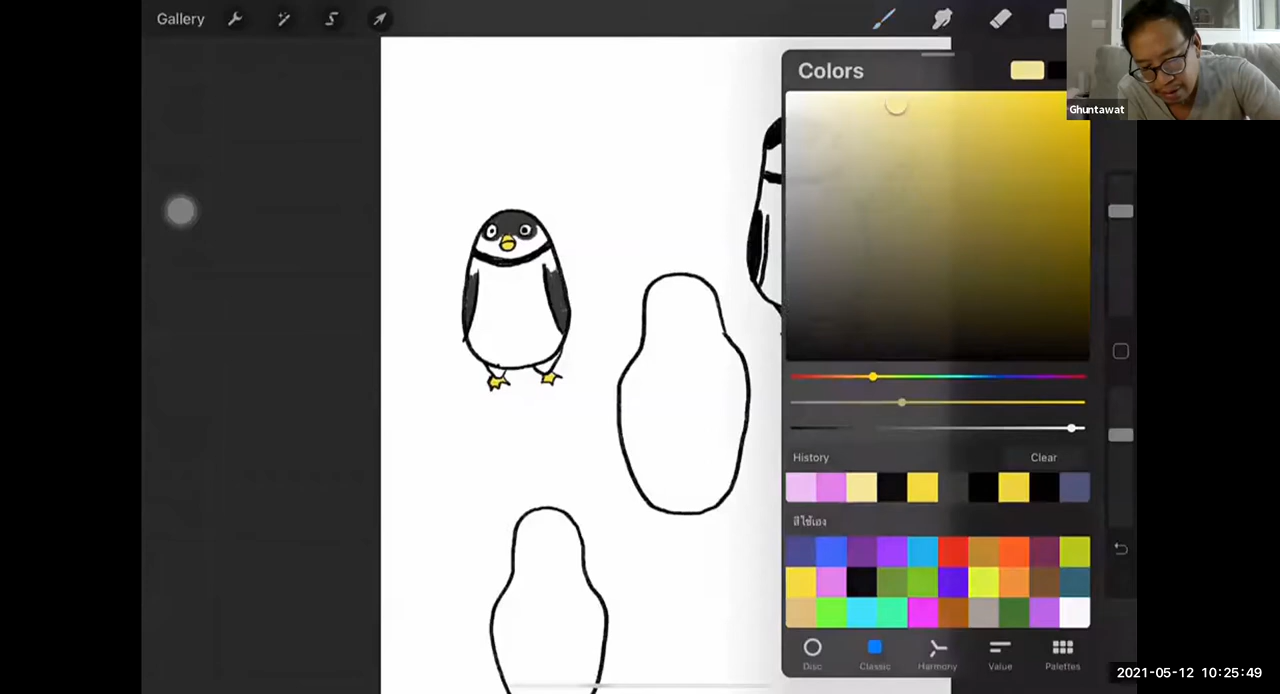 Gallery
Colors
Ghuntawat
History
Clear
สีใช้เอง
Disc
Classic
Harmony
Value
Palettes
2021-05-12 10:25:49